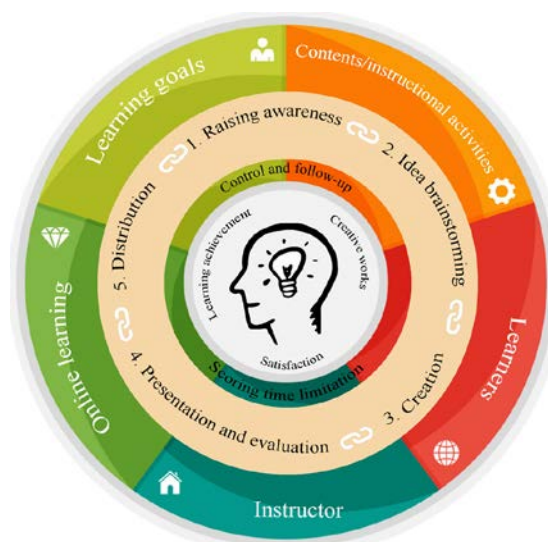 Learning goals
Contents/instructional activities
Learners
Instructor
Online learning
1. Raising awareness
2. Idea brainstorming
3. Creation
4. Presentation and evaluation
5. Distribution
Control and follow-up
Scoring time limitation
Learning achievement
Creative works
Satisfaction